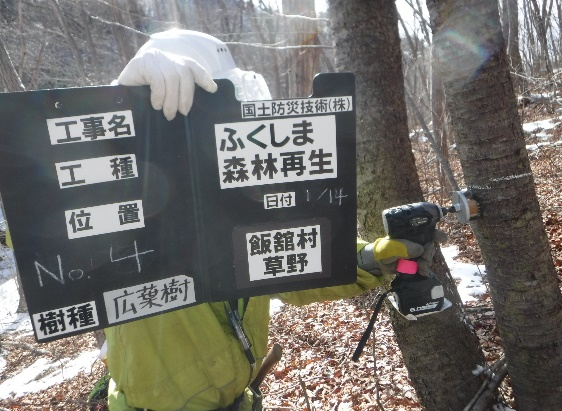 国土防災技術(株)
工事名
ふくしま
森林再生
工種
日付 1/14
位置
No. 4
飯舘村
草野
樹種
広葉樹